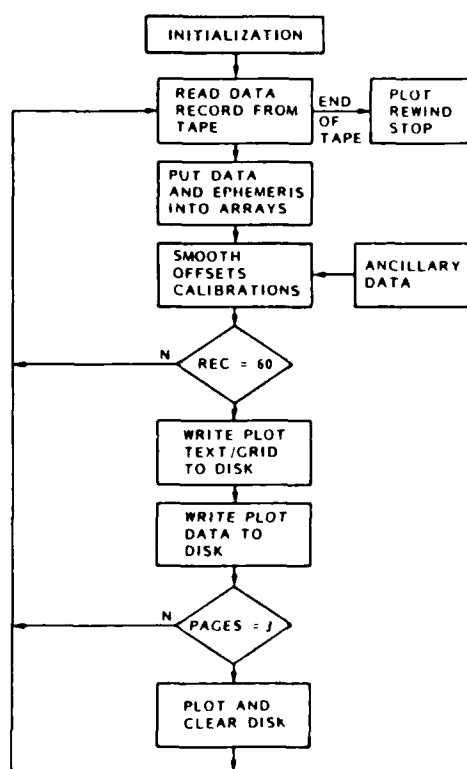 INITIALIZATION
READ DATA
RECORD FROM
TAPE
END
OF
TAPE
PLOT
REWIND
STOP
PUT DATA
AND EPHEMERIS
INTO ARRAYS
SMOOTH
OFFSETS
CALIBRATIONS
ANCILLARY
DATA
N
REC = 60
WRITE PLOT
TEXT/GRID
TO DISK
WRITE PLOT
DATA TO
DISK
N
PAGES = 3
PLOT AND
CLEAR DISK